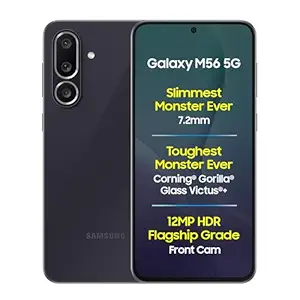 Galaxy M56 5G
Slimmest
Monster Ever
7.2mm
Toughest
Monster Ever
Corning® Gorilla®
Glass Victus®+
12MP HDR
Flagship Grade
Front Cam
SAMSUNG